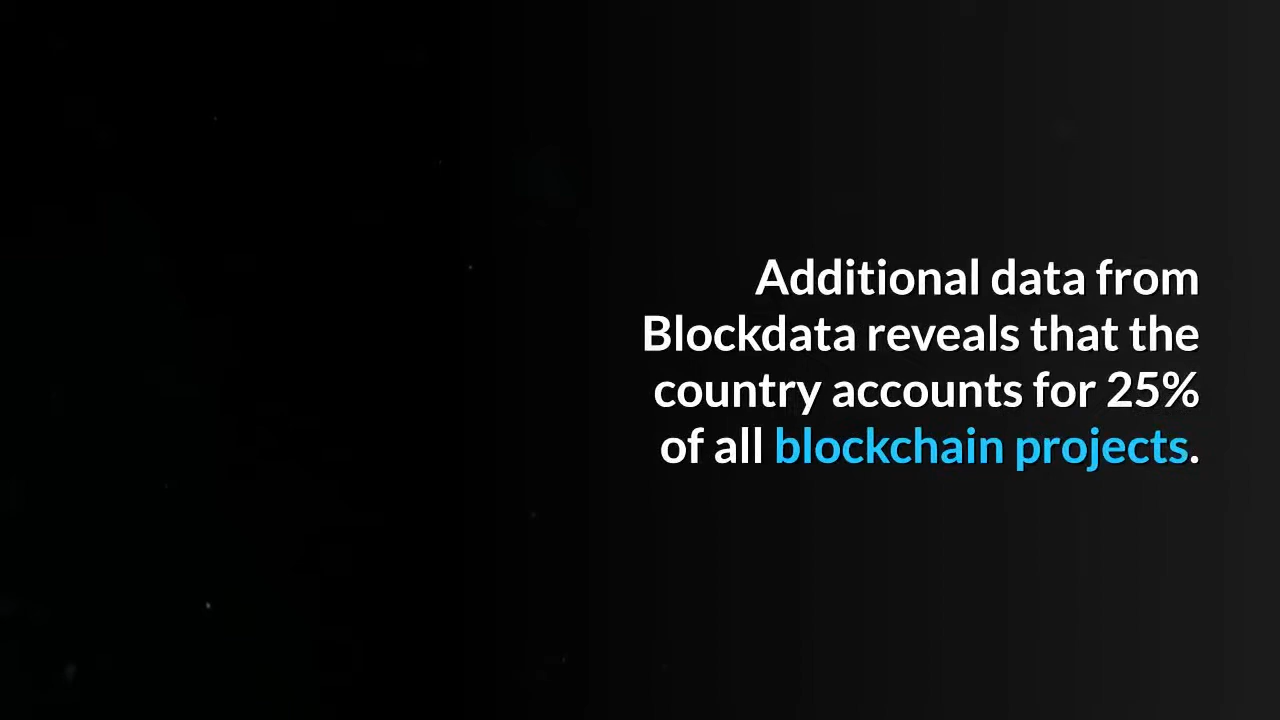 Additional data from
Blockdata reveals that the
country accounts for 25%
of all blockchain projects.